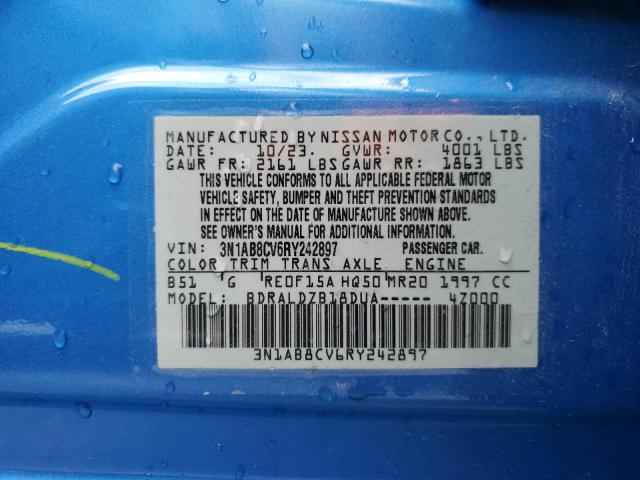 MANUFACTURED BY NISSAN MOTOR CO., LTD.
DATE: 10/23. GVWR: 4001 LBS
GAWR FR: 2161 LBS GAWR RR: 1863 LBS
THIS VEHICLE CONFORMS TO ALL APPLICABLE FEDERAL MOTOR
VEHICLE SAFETY, BUMPER AND THEFT PREVENTION STANDARDS
IN EFFECT ON THE DATE OF MANUFACTURE SHOWN ABOVE.
SEE OWNER'S MANUAL FOR ADDITIONAL INFORMATION.
VIN: 3N1AB8CV6RY242897 PASSENGER CAR.
COLOR TRIM TRANS AXLE ENGINE
B51 G RE0F15A HQ50 MR20 1997 CC
MODEL: BDRALDZB18DUA----- 47000
3N1AB8CV6RY242897